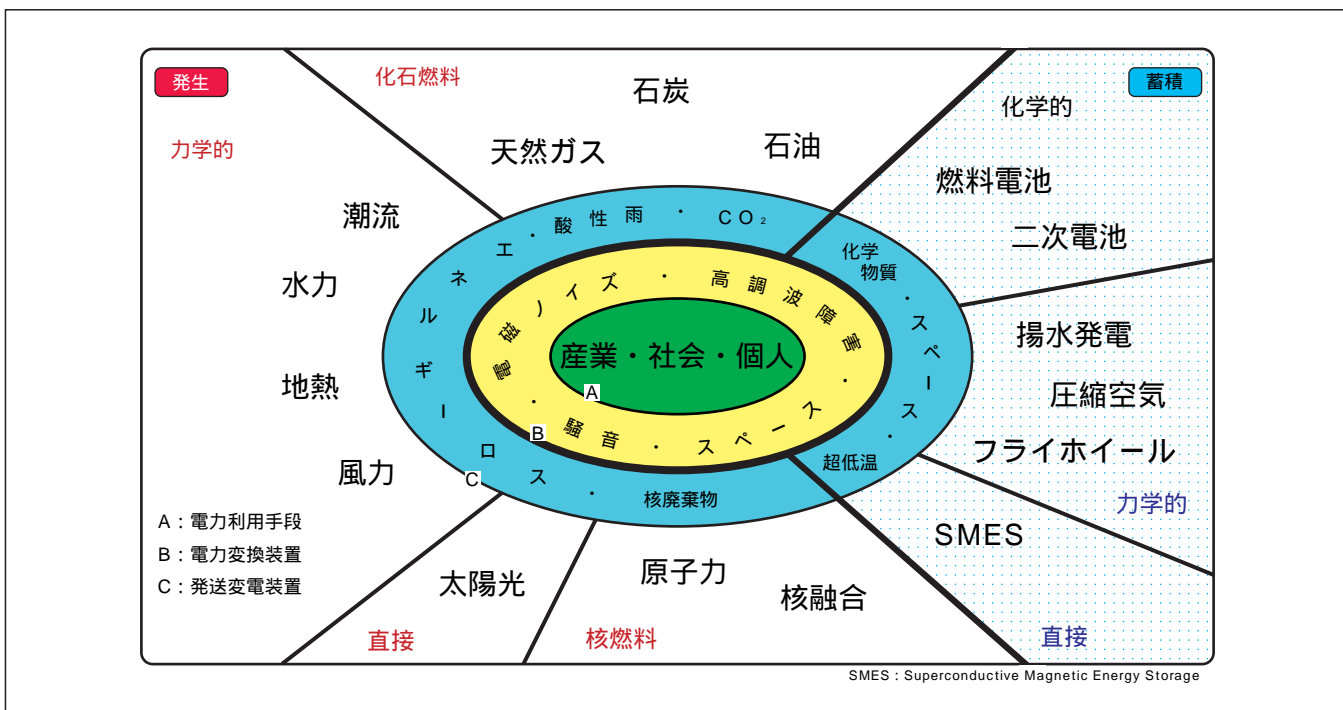 発生
力学的
潮流
水力
地熱
風力
A：電力利用手段
B：電力変換装置
C：発送変電装置
化石燃料
石炭
天然ガス
石油
蓄積
化学的
燃料電池
二次電池
揚水発電
圧縮空気
フライホイール
力学的
SMES
直接
エネルギーロス・核廃棄物
・酸性雨・CO₂
化学
物質・スペース・超低温
電磁ノイズ・高調波障害・
スペース・騒音・
産業・社会・個人
A
B
C
太陽光
直接
原子力
核融合
核燃料
SMES：Superconductive Magnetic Energy Storage